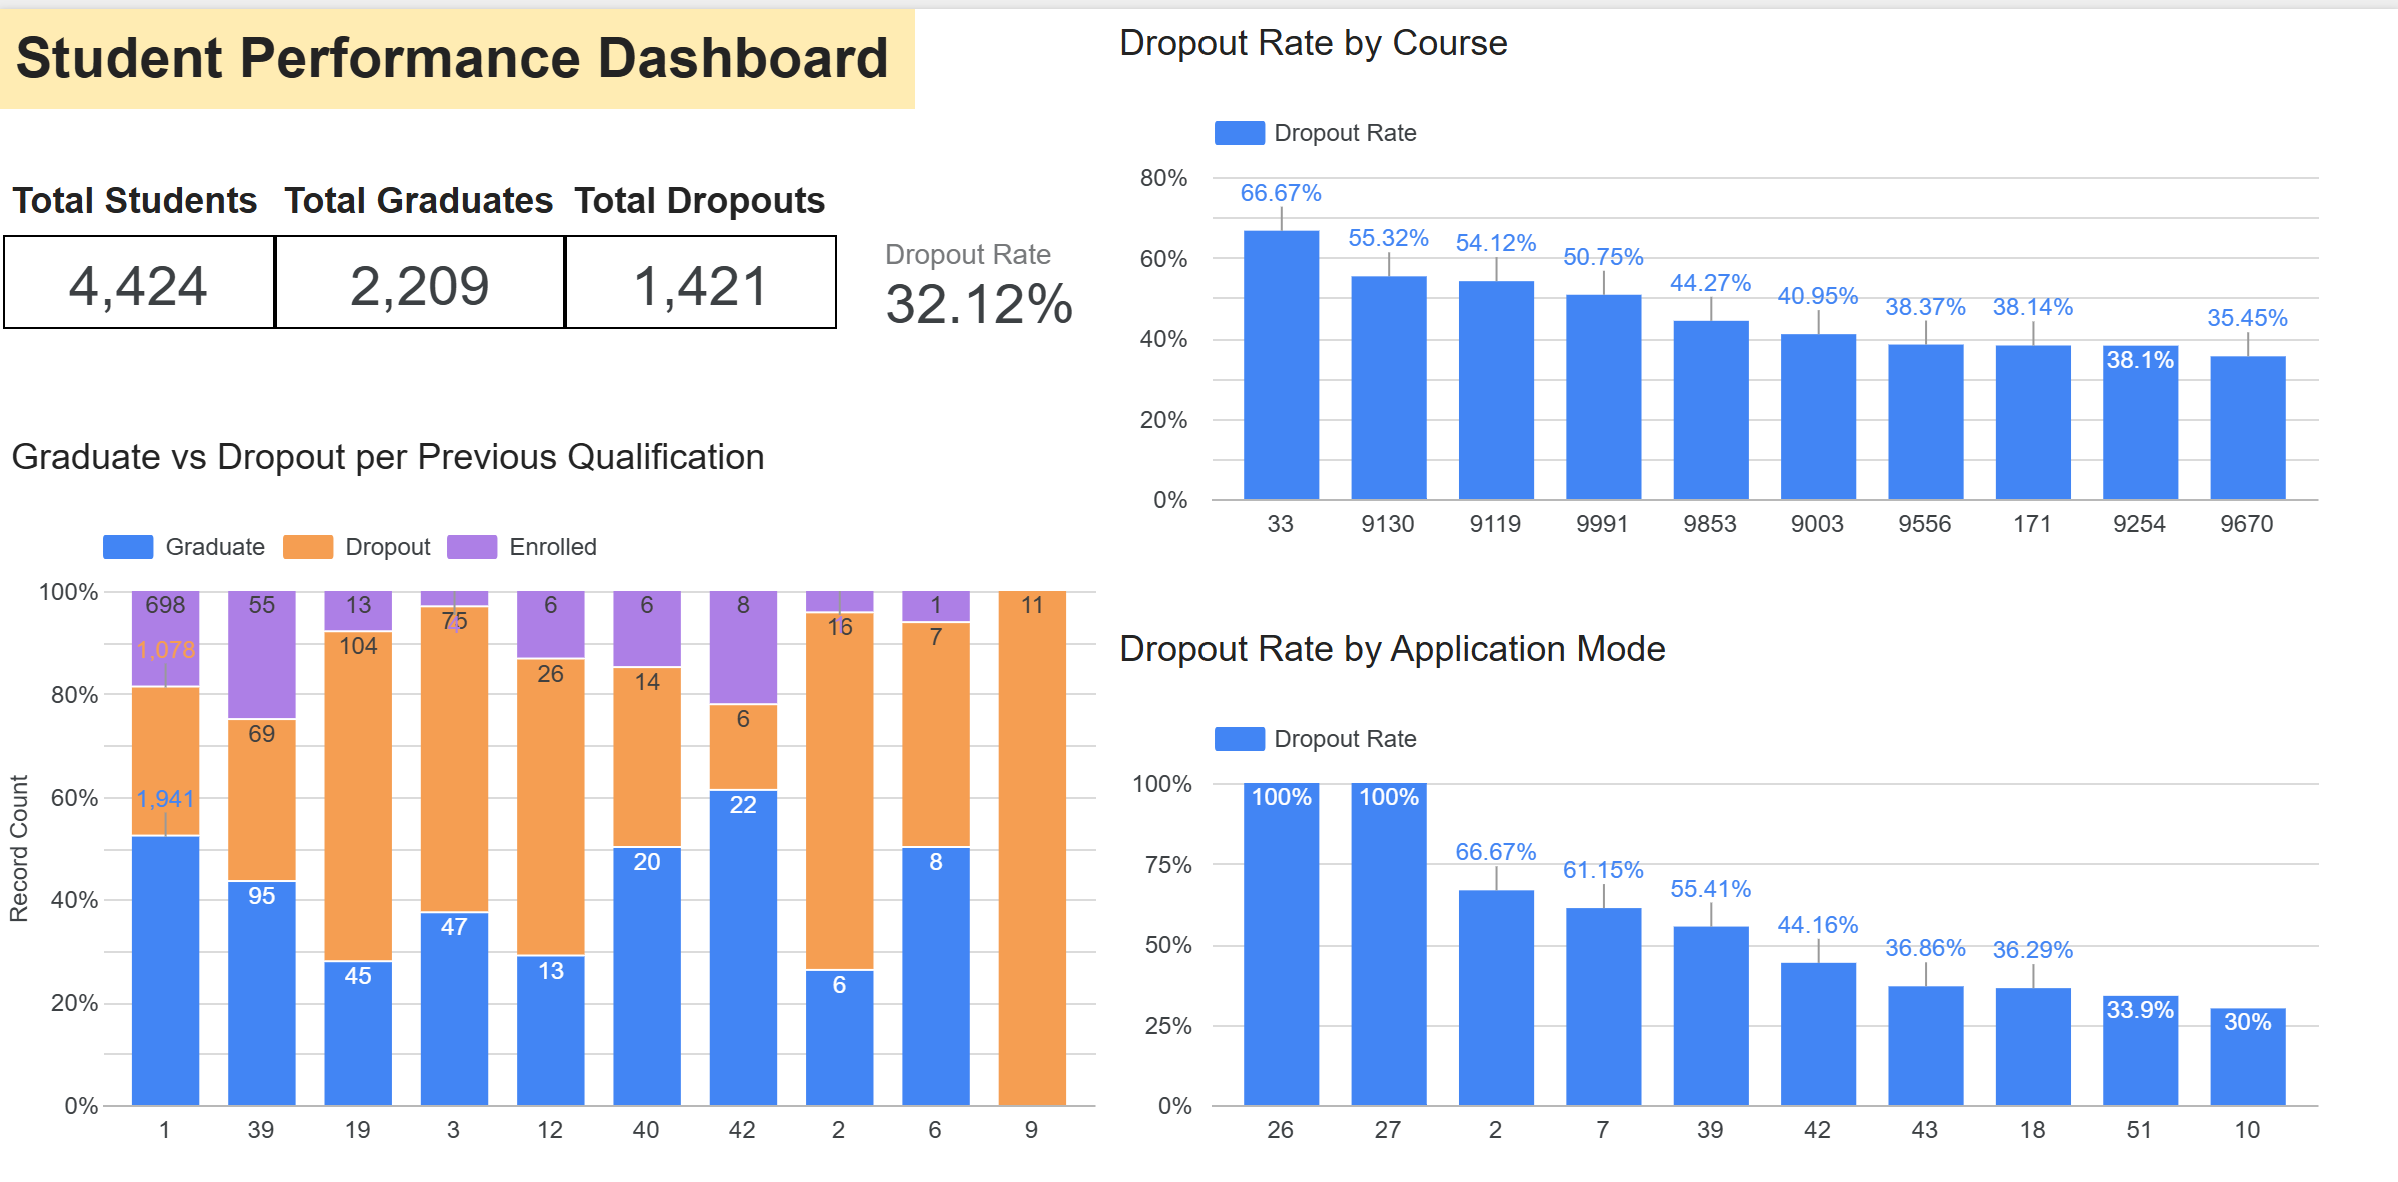 Student Performance Dashboard
Total Students Total Graduates Total Dropouts
4,424 2,209 1,421
Dropout Rate
32.12%
Graduate vs Dropout per Previous Qualification
Graduate Dropout Enrolled
Record Count
100%
80%
60%
40%
20%
0%
698 55 13 4 6 6 8 1
1,078 69 104 75 26 14 6 16 7 11
1,941 95 45 47 13 20 22 6 8
1 39 19 3 12 40 42 2 6 9
Dropout Rate by Course
Dropout Rate
80%
60%
40%
20%
0%
66.67% 55.32% 54.12% 50.75% 44.27% 40.95% 38.37% 38.14% 38.1% 35.45%
33 9130 9119 9991 9853 9003 9556 171 9254 9670
Dropout Rate by Application Mode
Dropout Rate
100%
75%
50%
25%
0%
100% 100% 66.67% 61.15% 55.41% 44.16% 36.86% 36.29% 33.9% 30%
26 27 2 7 39 42 43 18 51 10